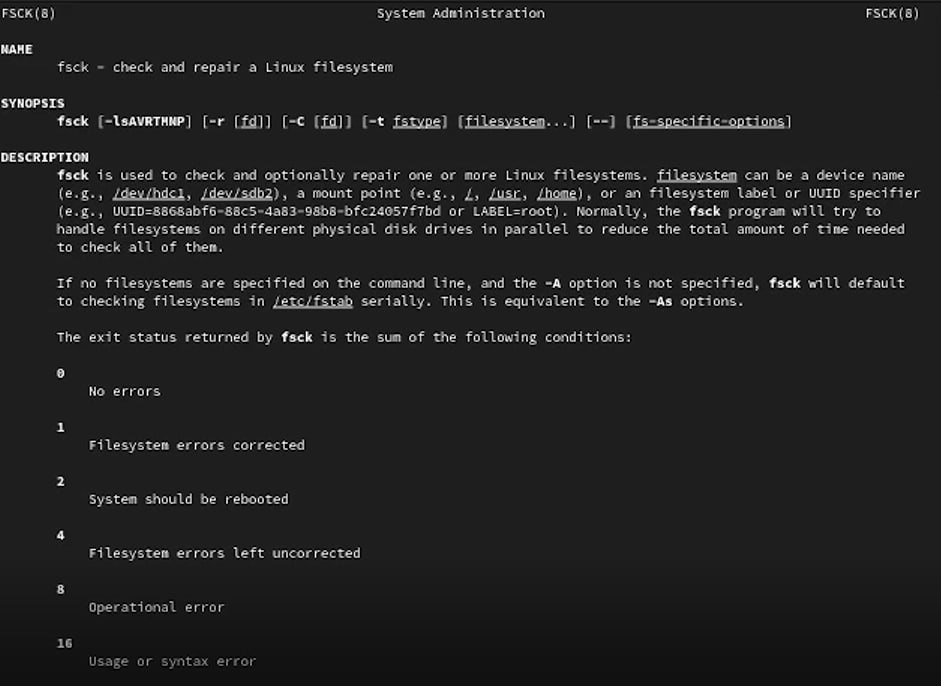 FSCK(8) System Administration FSCK(8)
NAME
fsck - check and repair a Linux filesystem
SYNOPSIS
fsck [-lsAVRTMNP] [-r [fd]] [-C [fd]] [-t fstype] [filesystem...] [--] [fs-specific-options]
DESCRIPTION
fsck is used to check and optionally repair one or more Linux filesystems. filesystem can be a device name
(e.g., /dev/hdc1, /dev/sdb2), a mount point (e.g., /, /usr, /home), or an filesystem label or UUID specifier
(e.g., UUID=8868abf6-88c5-4a83-98b8-bfc24057f7bd or LABEL=root). Normally, the fsck program will try to
handle filesystems on different physical disk drives in parallel to reduce the total amount of time needed
to check all of them.
If no filesystems are specified on the command line, and the -A option is not specified, fsck will default
to checking filesystems in /etc/fstab serially. This is equivalent to the -As options.
The exit status returned by fsck is the sum of the following conditions:
0
No errors
1
Filesystem errors corrected
2
System should be rebooted
4
Filesystem errors left uncorrected
8
Operational error
16
Usage or syntax error